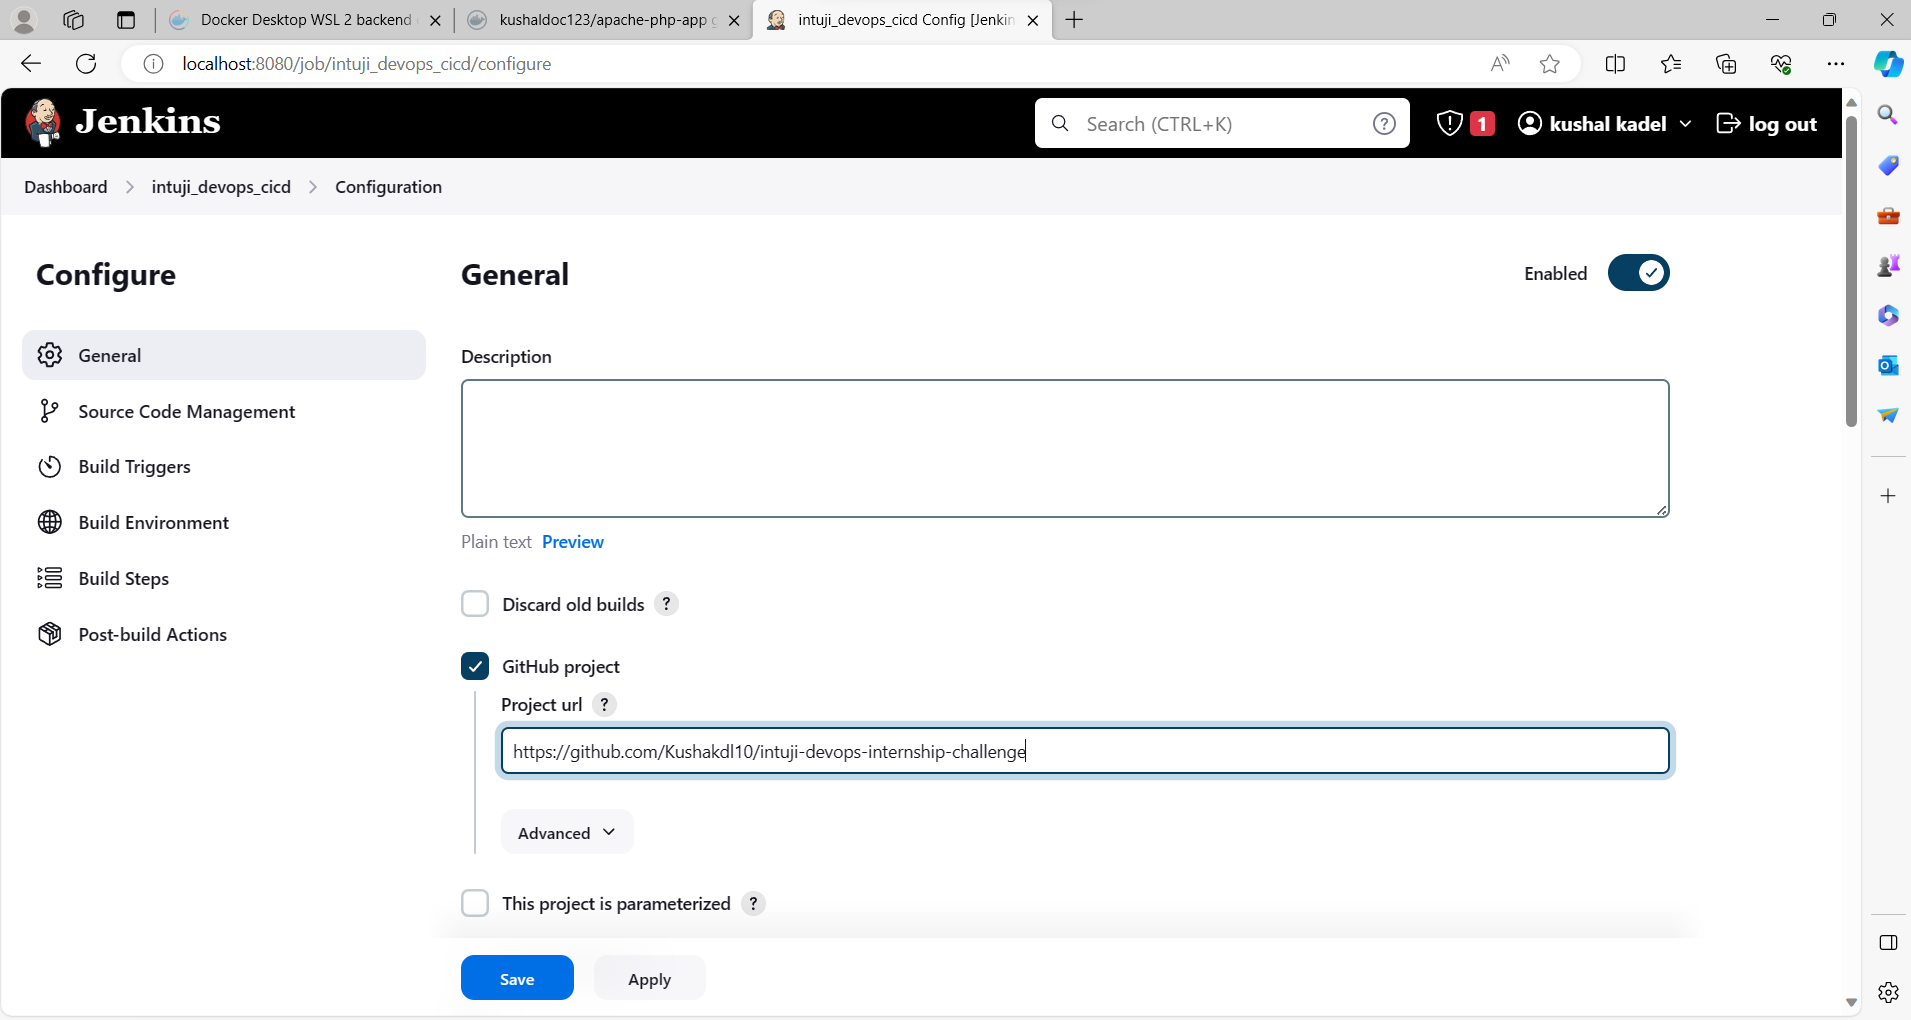 Docker Desktop WSL 2 backend
kushaldoc123/apache-php-app
intuji_devops_cicd Config [Jenkin
localhost:8080/job/intuji_devops_cicd/configure
Jenkins
Search (CTRL+K)
?
1
kushal kadel
log out
Dashboard
intuji_devops_cicd
Configuration
Configure
General
Source Code Management
Build Triggers
Build Environment
Build Steps
Post-build Actions
General
Enabled
Description
Plain text Preview
Discard old builds ?
GitHub project
Project url ?
https://github.com/Kushakdl10/intuji-devops-internship-challenge
Advanced
This project is parameterized ?
Save
Apply